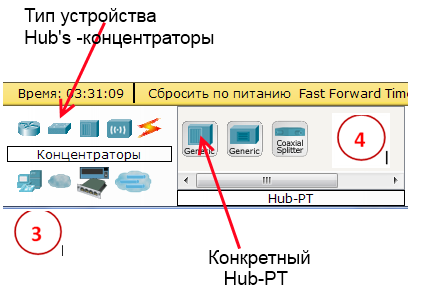 Тип устройства
Hub's -концентраторы
Время: 03:31:09 Сбросить по питанию Fast Forward Time
Generic Generic Coaxial Splitter 4
Концентраторы
Hub-PT
3
Конкретный
Hub-PT